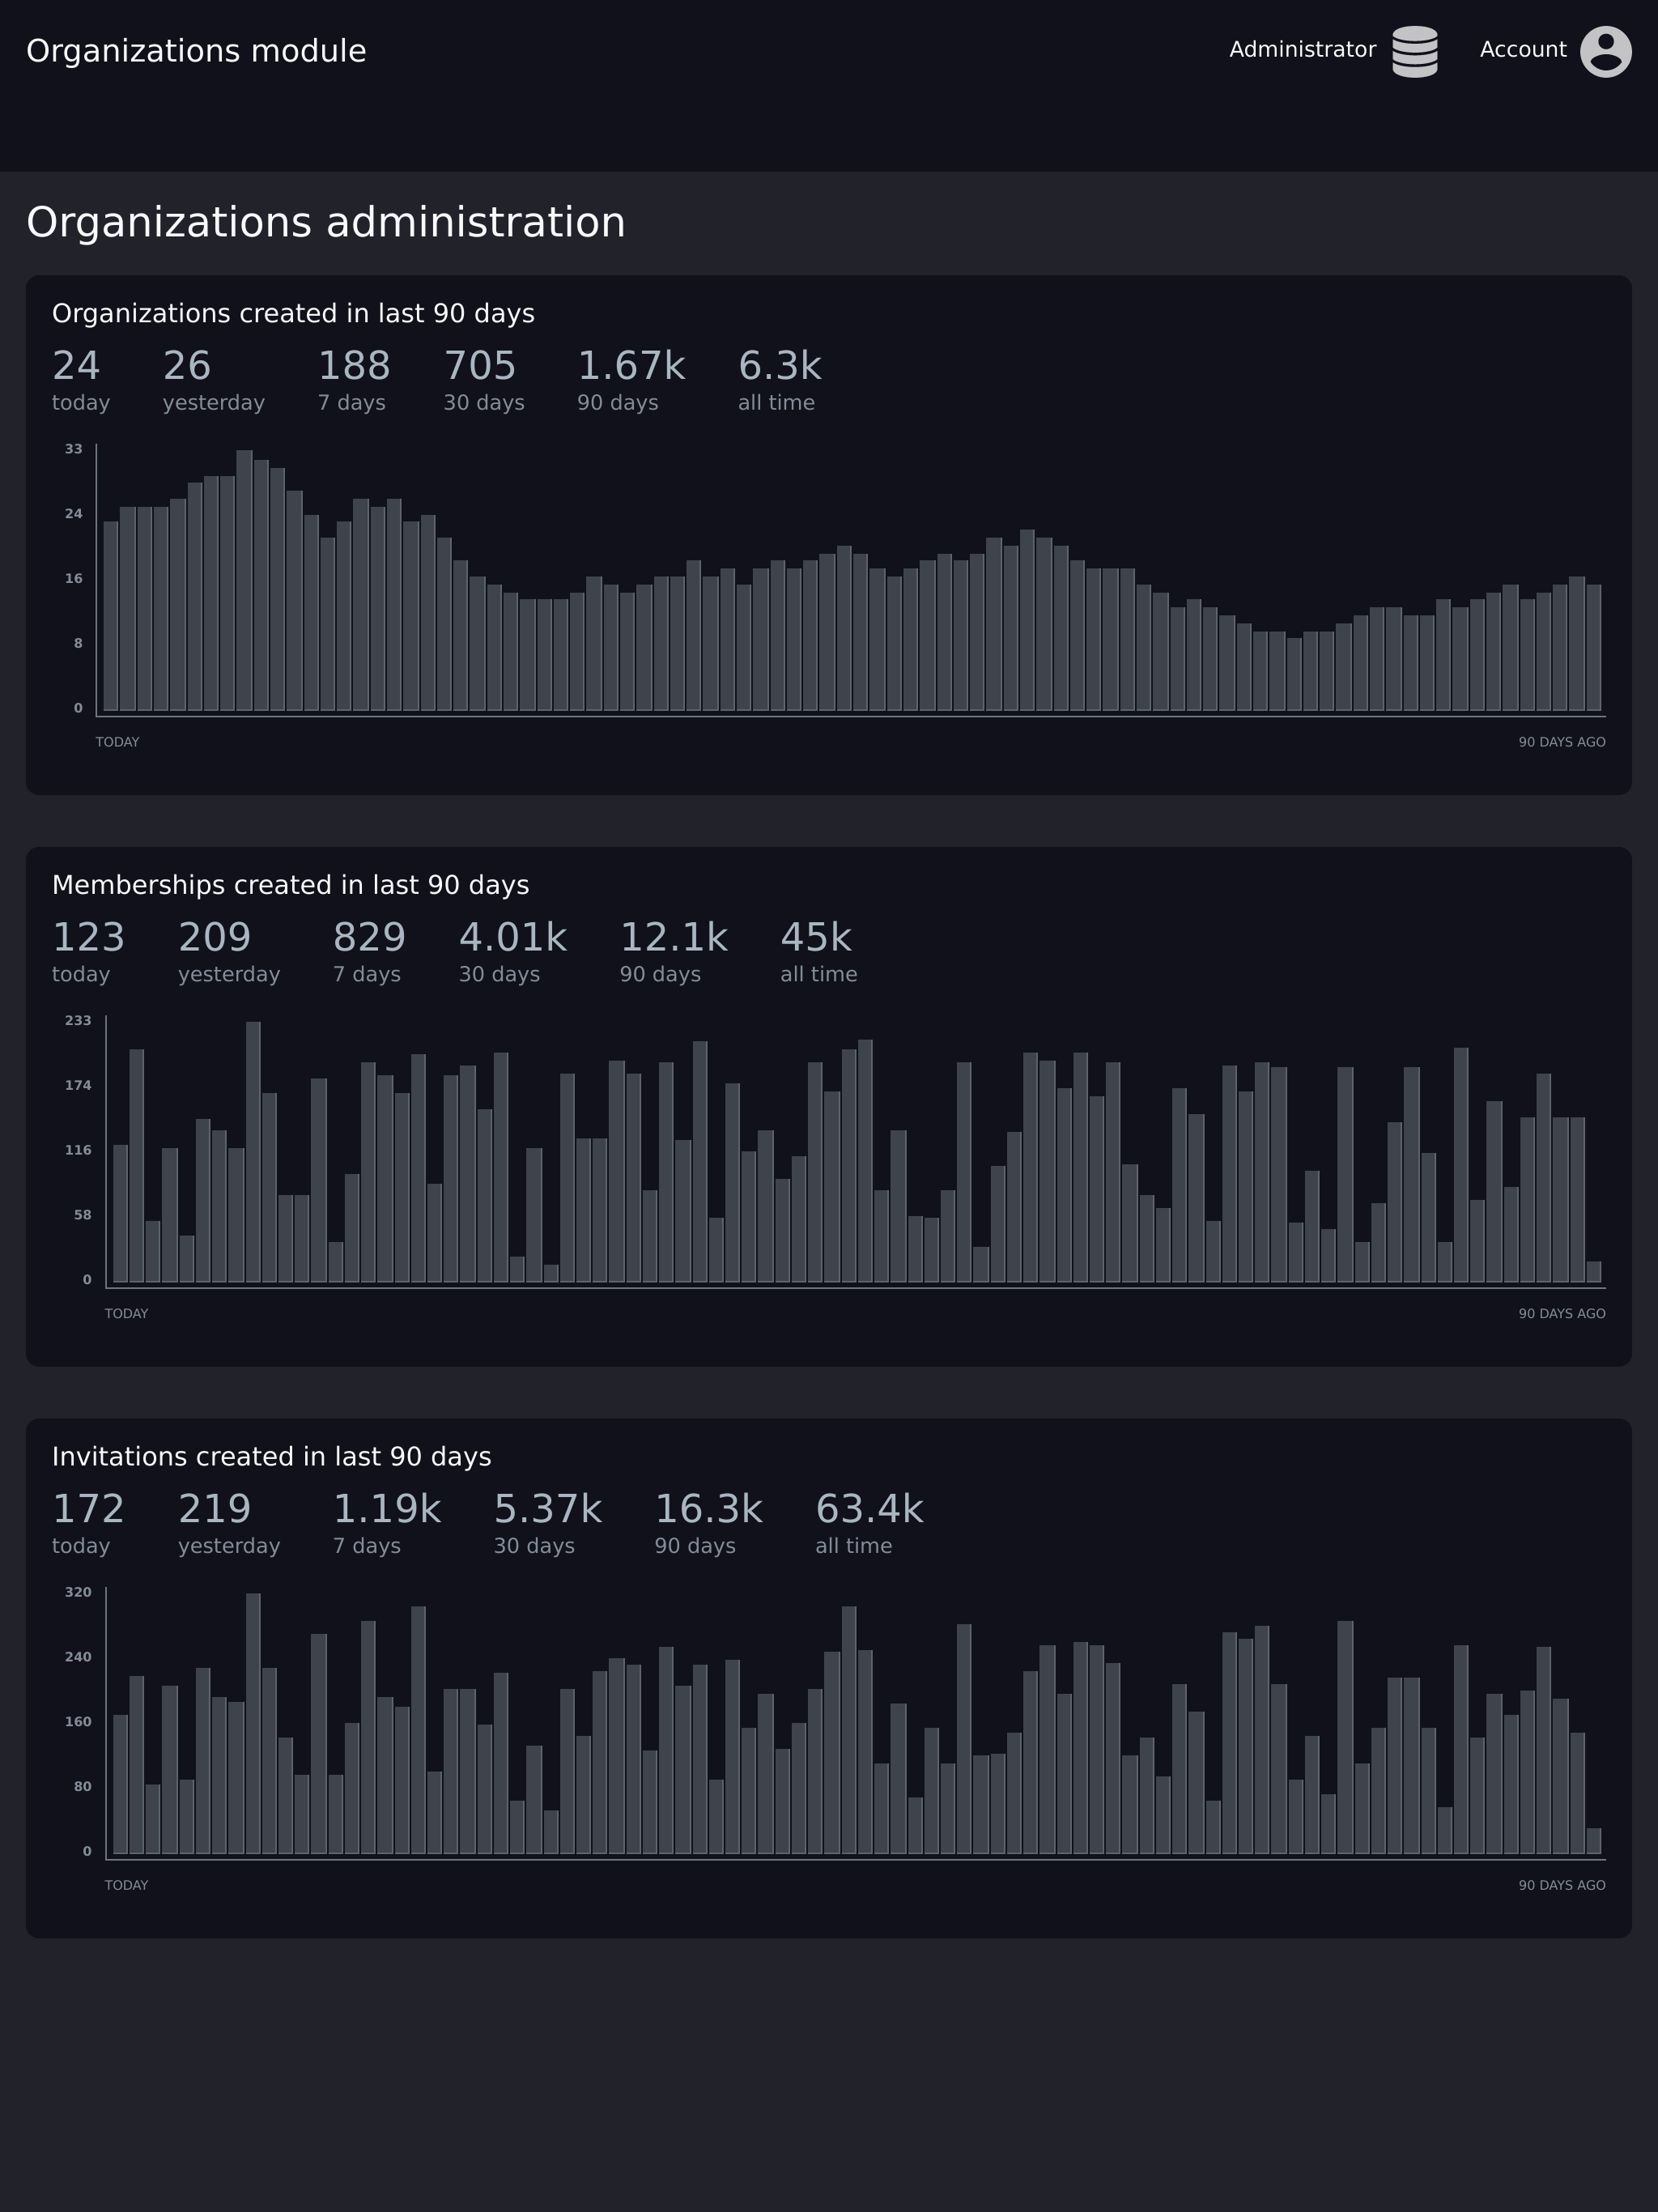 Organizations module
Administrator
Account
Organizations administration
Organizations created in last 90 days
24 26 188 705 1.67k 6.3k
today yesterday 7 days 30 days 90 days all time
33
24
16
8
0
TODAY 90 DAYS AGO
Memberships created in last 90 days
123 209 829 4.01k 12.1k 45k
today yesterday 7 days 30 days 90 days all time
233
174
116
58
0
TODAY 90 DAYS AGO
Invitations created in last 90 days
172 219 1.19k 5.37k 16.3k 63.4k
today yesterday 7 days 30 days 90 days all time
320
240
160
80
0
TODAY 90 DAYS AGO